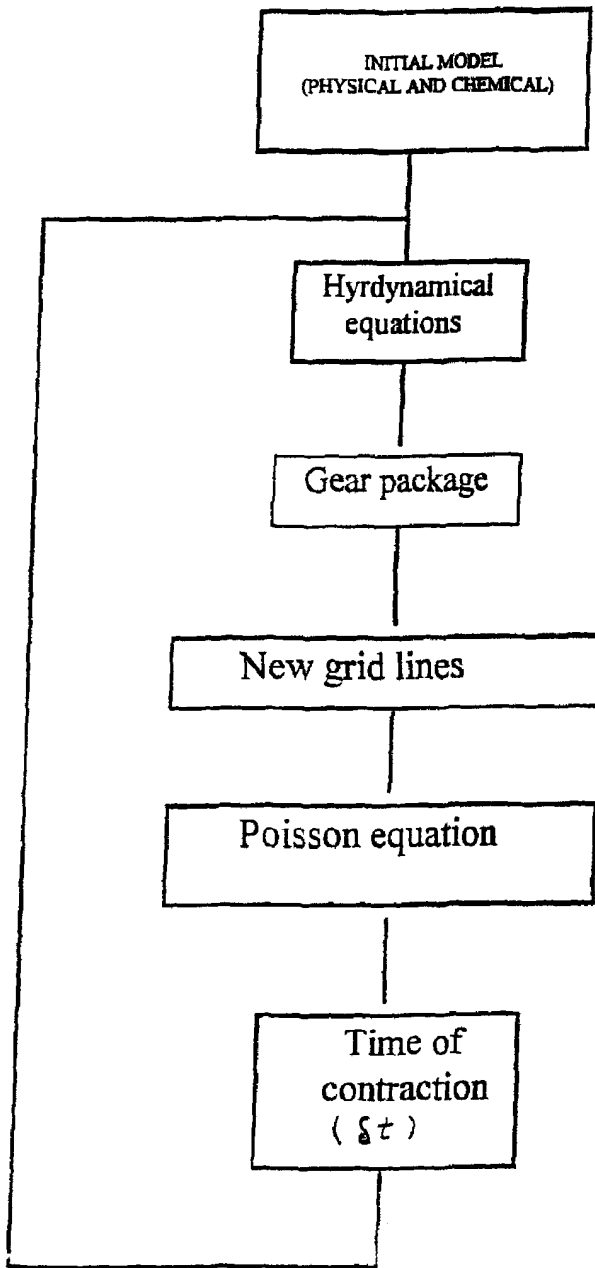 INITIAL MODEL
(PHYSICAL AND CHEMICAL)
Hyrdynamical
equations
Gear package
New grid lines
Poisson equation
Time of
contraction
( δt )